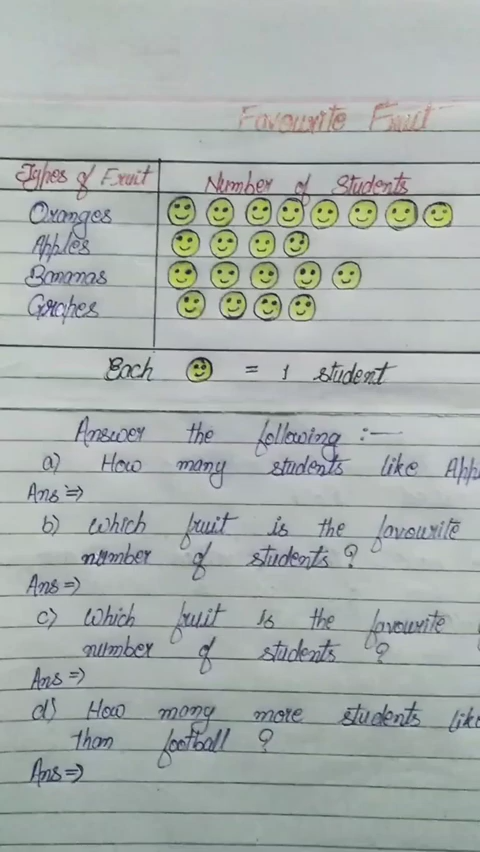 Favourite Fruit
Types of Fruit Number of Students
Oranges
Apples
Bananas
Grapes
Each = 1 student
Answer the following :—
a) How many students like
Ans ⇒
b) Which fruit is the favourite
number of students ?
Ans ⇒
c) Which fruit is the favourite
number of students ?
Ans ⇒
d) How many more students like
than football ?
Ans ⇒